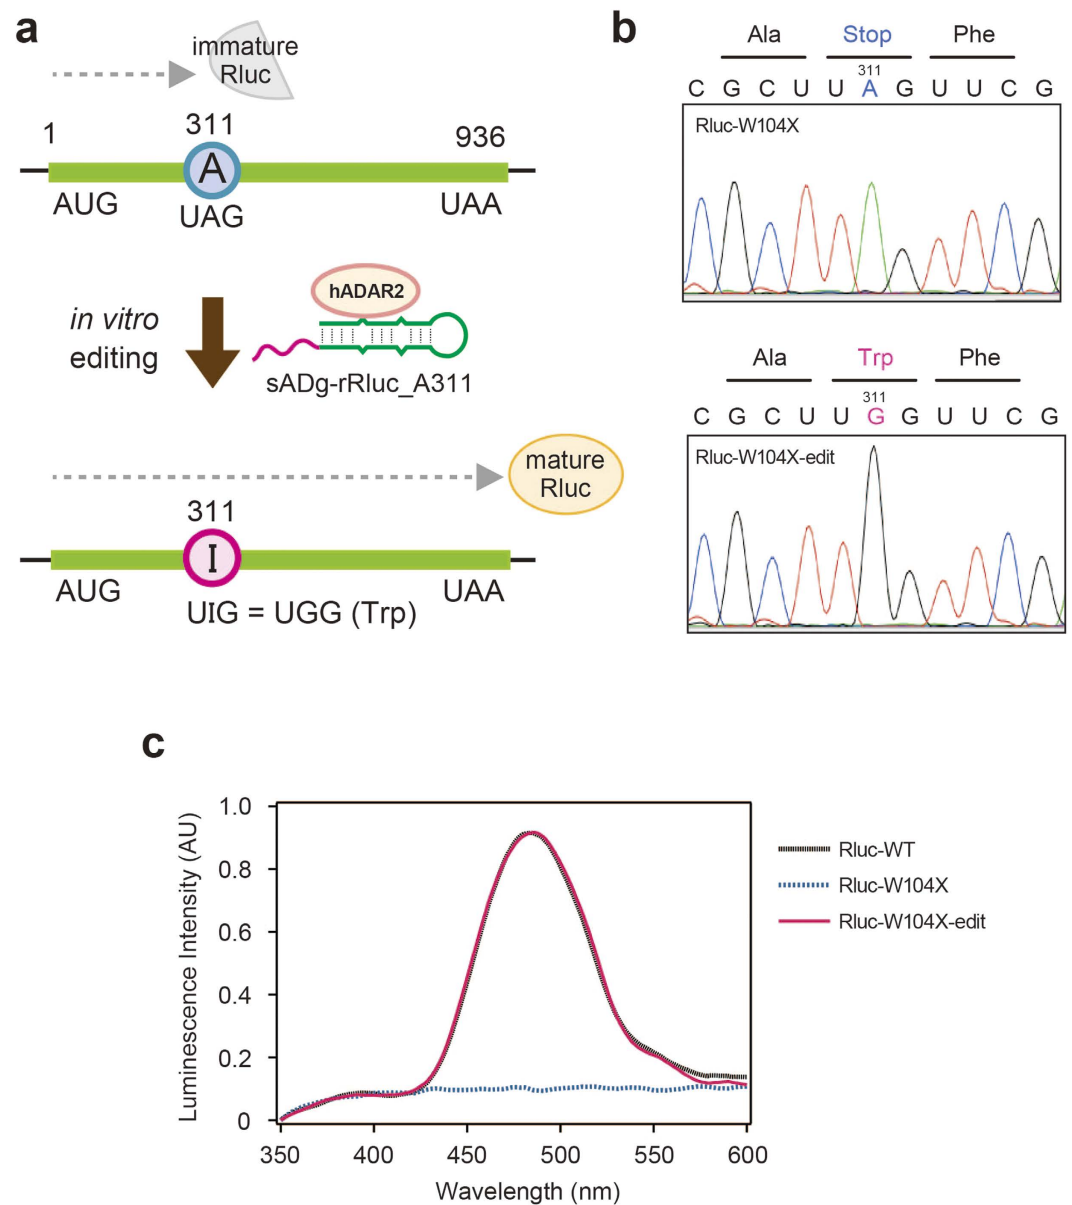 a
immature
Rluc
1
311
936
A
AUG
UAG
UAA
in vitro
editing
hADAR2
sADg-rRluc_A311
mature
Rluc
311
I
AUG
UAA
UIG = UGG (Trp)
b
Ala Stop Phe
311
C G C U U A G U U C G
Rluc-W104X
Ala Trp Phe
311
C G C U U G G U U C G
Rluc-W104X-edit
c
Luminescence Intensity (AU)
1.0
0.8
0.6
0.4
0.2
0
350 400 450 500 550 600
Wavelength (nm)
Rluc-WT
Rluc-W104X
Rluc-W104X-edit